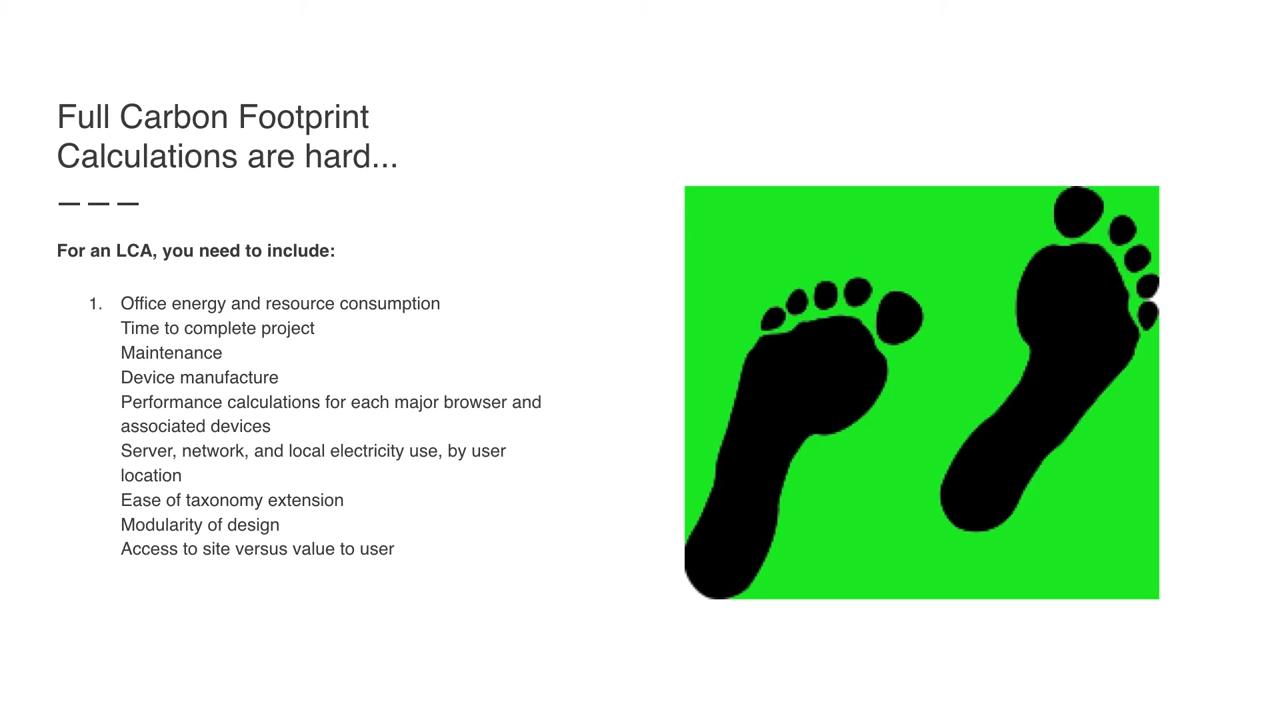 Full Carbon Footprint
Calculations are hard...
For an LCA, you need to include:
1. Office energy and resource consumption
Time to complete project
Maintenance
Device manufacture
Performance calculations for each major browser and
associated devices
Server, network, and local electricity use, by user
location
Ease of taxonomy extension
Modularity of design
Access to site versus value to user